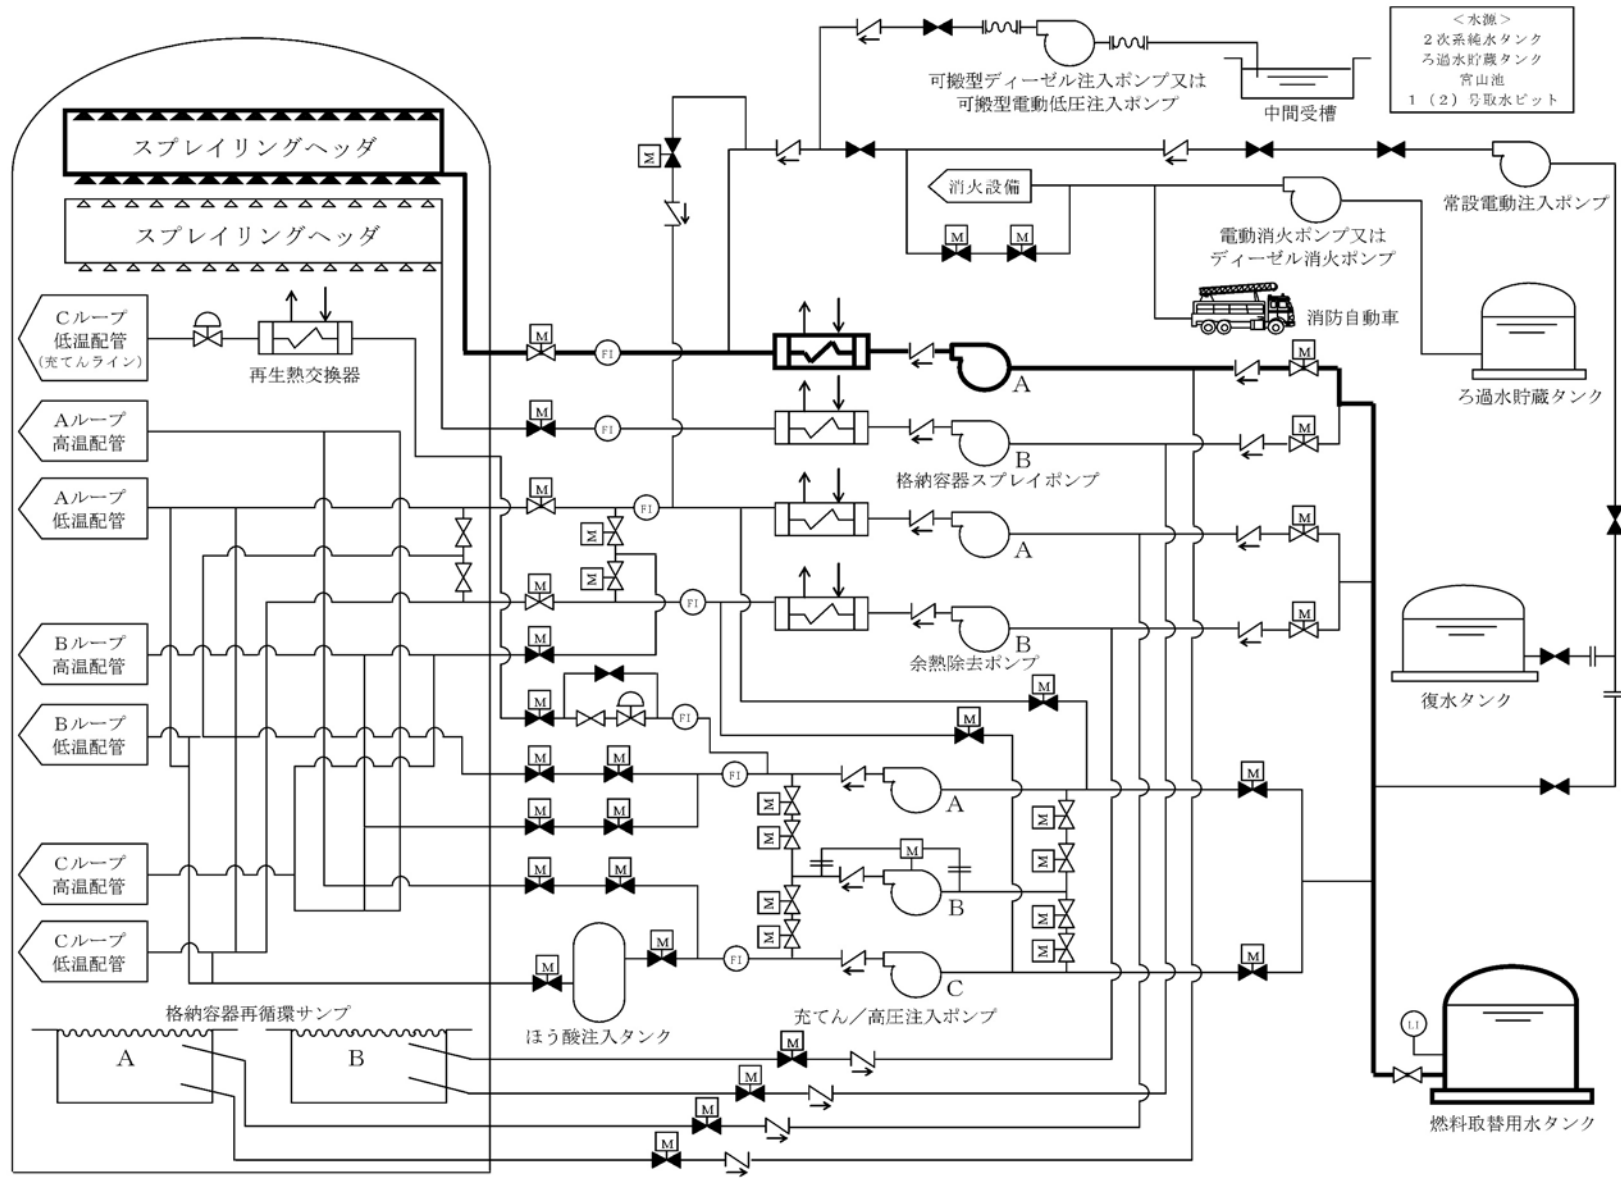 <水源>
2次系純水タンク
ろ過水貯蔵タンク
宮山池
1(2)号取水ピット
可搬型ディーゼル注入ポンプ又は
可搬型電動低圧注入ポンプ
中間受槽
スプレイリングヘッダ
M
消火設備
常設電動注入ポンプ
スプレイリングヘッダ
M
M
電動消火ポンプ又は
ディーゼル消火ポンプ
消防自動車
Cループ
低温配管
(充てんライン)
再生熱交換器
M
FI
A
M
ろ過水貯蔵タンク
Aループ
高温配管
M
FI
B
M
格納容器スプレイポンプ
Aループ
低温配管
M
FI
M
M
A
M
M
FI
B
M
余熱除去ポンプ
Bループ
高温配管
M
復水タンク
Bループ
低温配管
M
FI
M
M
M
M
FI
A
M
M
M
M
M
M
M
M
B
Cループ
高温配管
M
M
M
M
M
M
Cループ
低温配管
M
M
FI
C
M
ほう酸注入タンク
充てん/高圧注入ポンプ
格納容器再循環サンプ
A
B
M
M
M
M
LI
燃料取替用水タンク